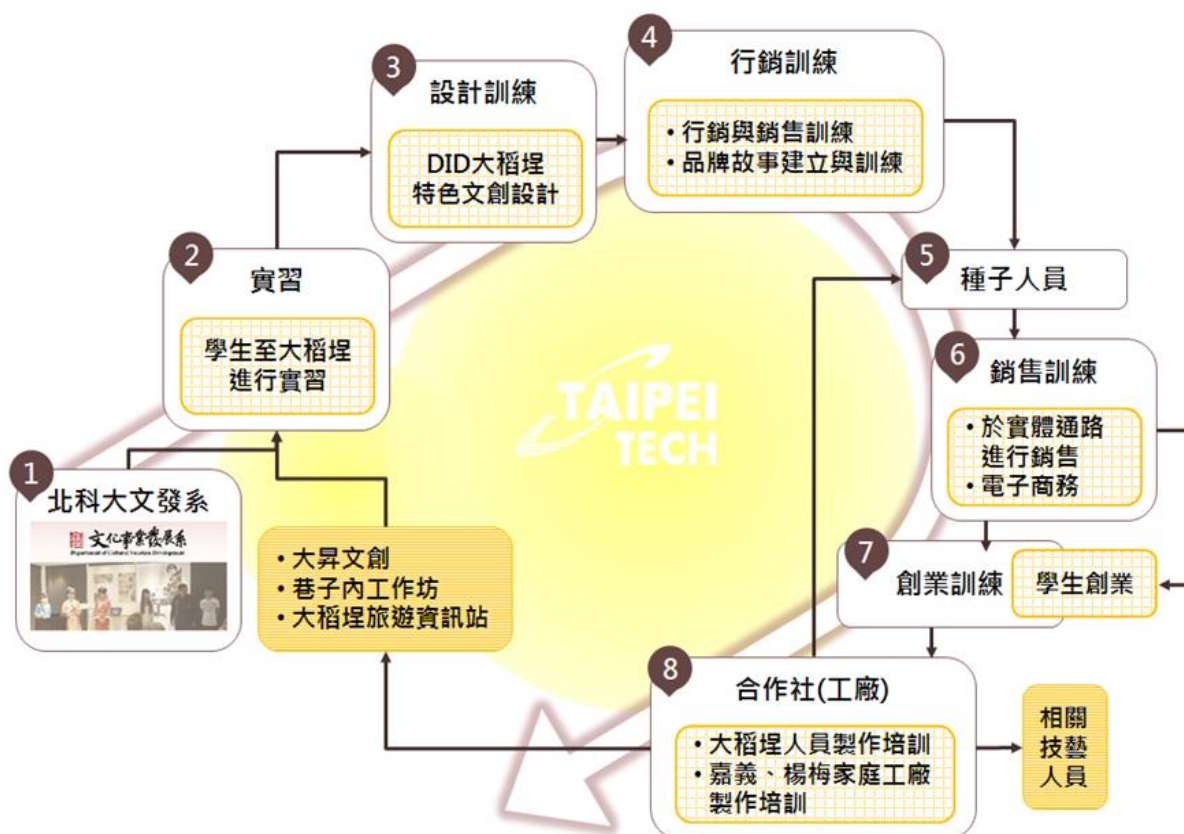 1
北科大文發系
文化事業發展系
Department of Cultural Vocation Development
2
實習
學生至大稻埕
進行實習
3
設計訓練
DID大稻埕
特色文創設計
4
行銷訓練
• 行銷與銷售訓練
• 品牌故事建立與訓練
5
種子人員
6
銷售訓練
• 於實體通路
進行銷售
• 電子商務
7
創業訓練
學生創業
8
合作社(工廠)
• 大稻埕人員製作培訓
• 嘉義、楊梅家庭工廠
製作培訓
相關
技藝
人員
• 大昇文創
• 巷子內工作坊
• 大稻埕旅遊資訊站
TAIPEI
TECH